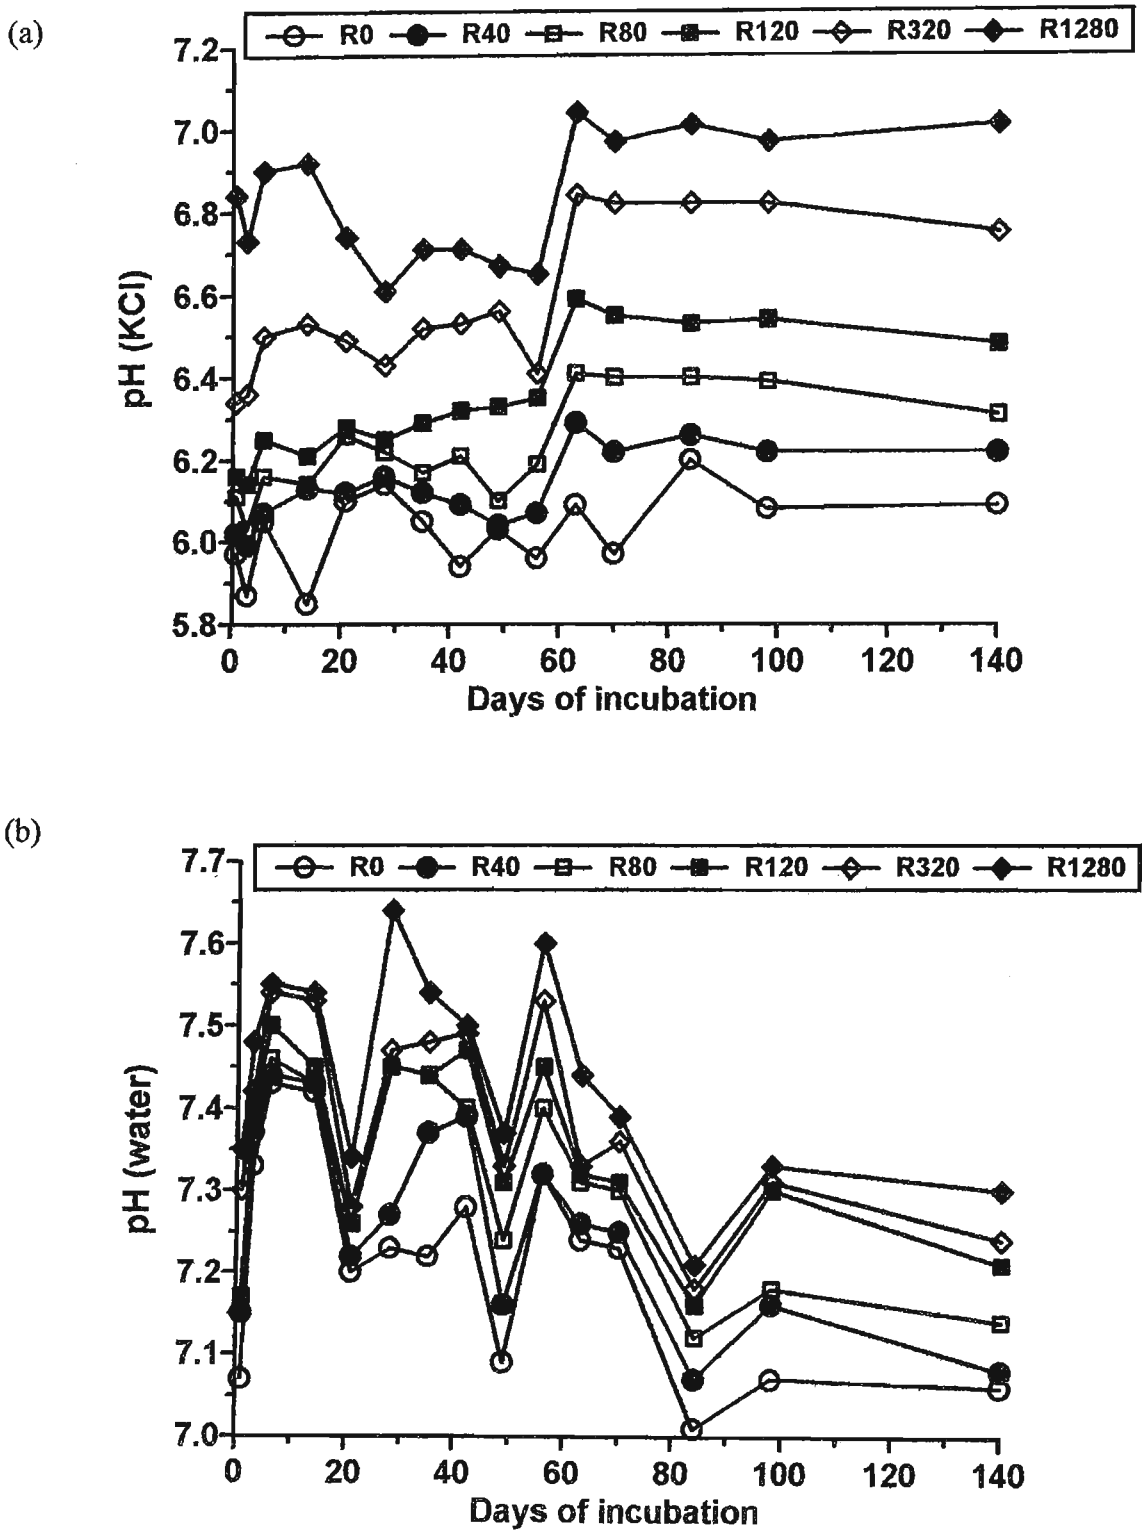 (a)
R0 R40 R80 R120 R320 R1280
7.2
7.0
6.8
6.6
6.4
6.2
6.0
5.8
pH (KCl)
0 20 40 60 80 100 120 140
Days of incubation
(b)
R0 R40 R80 R120 R320 R1280
7.7
7.6
7.5
7.4
7.3
7.2
7.1
7.0
pH (water)
0 20 40 60 80 100 120 140
Days of incubation